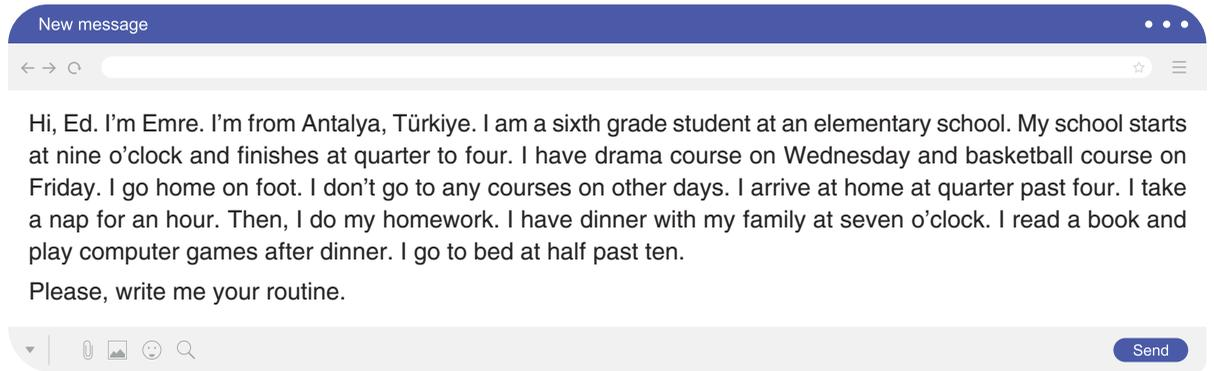 New message
Hi, Ed. I’m Emre. I’m from Antalya, Türkiye. I am a sixth grade student at an elementary school. My school starts
at nine o’clock and finishes at quarter to four. I have drama course on Wednesday and basketball course on
Friday. I go home on foot. I don’t go to any courses on other days. I arrive at home at quarter past four. I take
a nap for an hour. Then, I do my homework. I have dinner with my family at seven o’clock. I read a book and
play computer games after dinner. I go to bed at half past ten.
Please, write me your routine.
Send